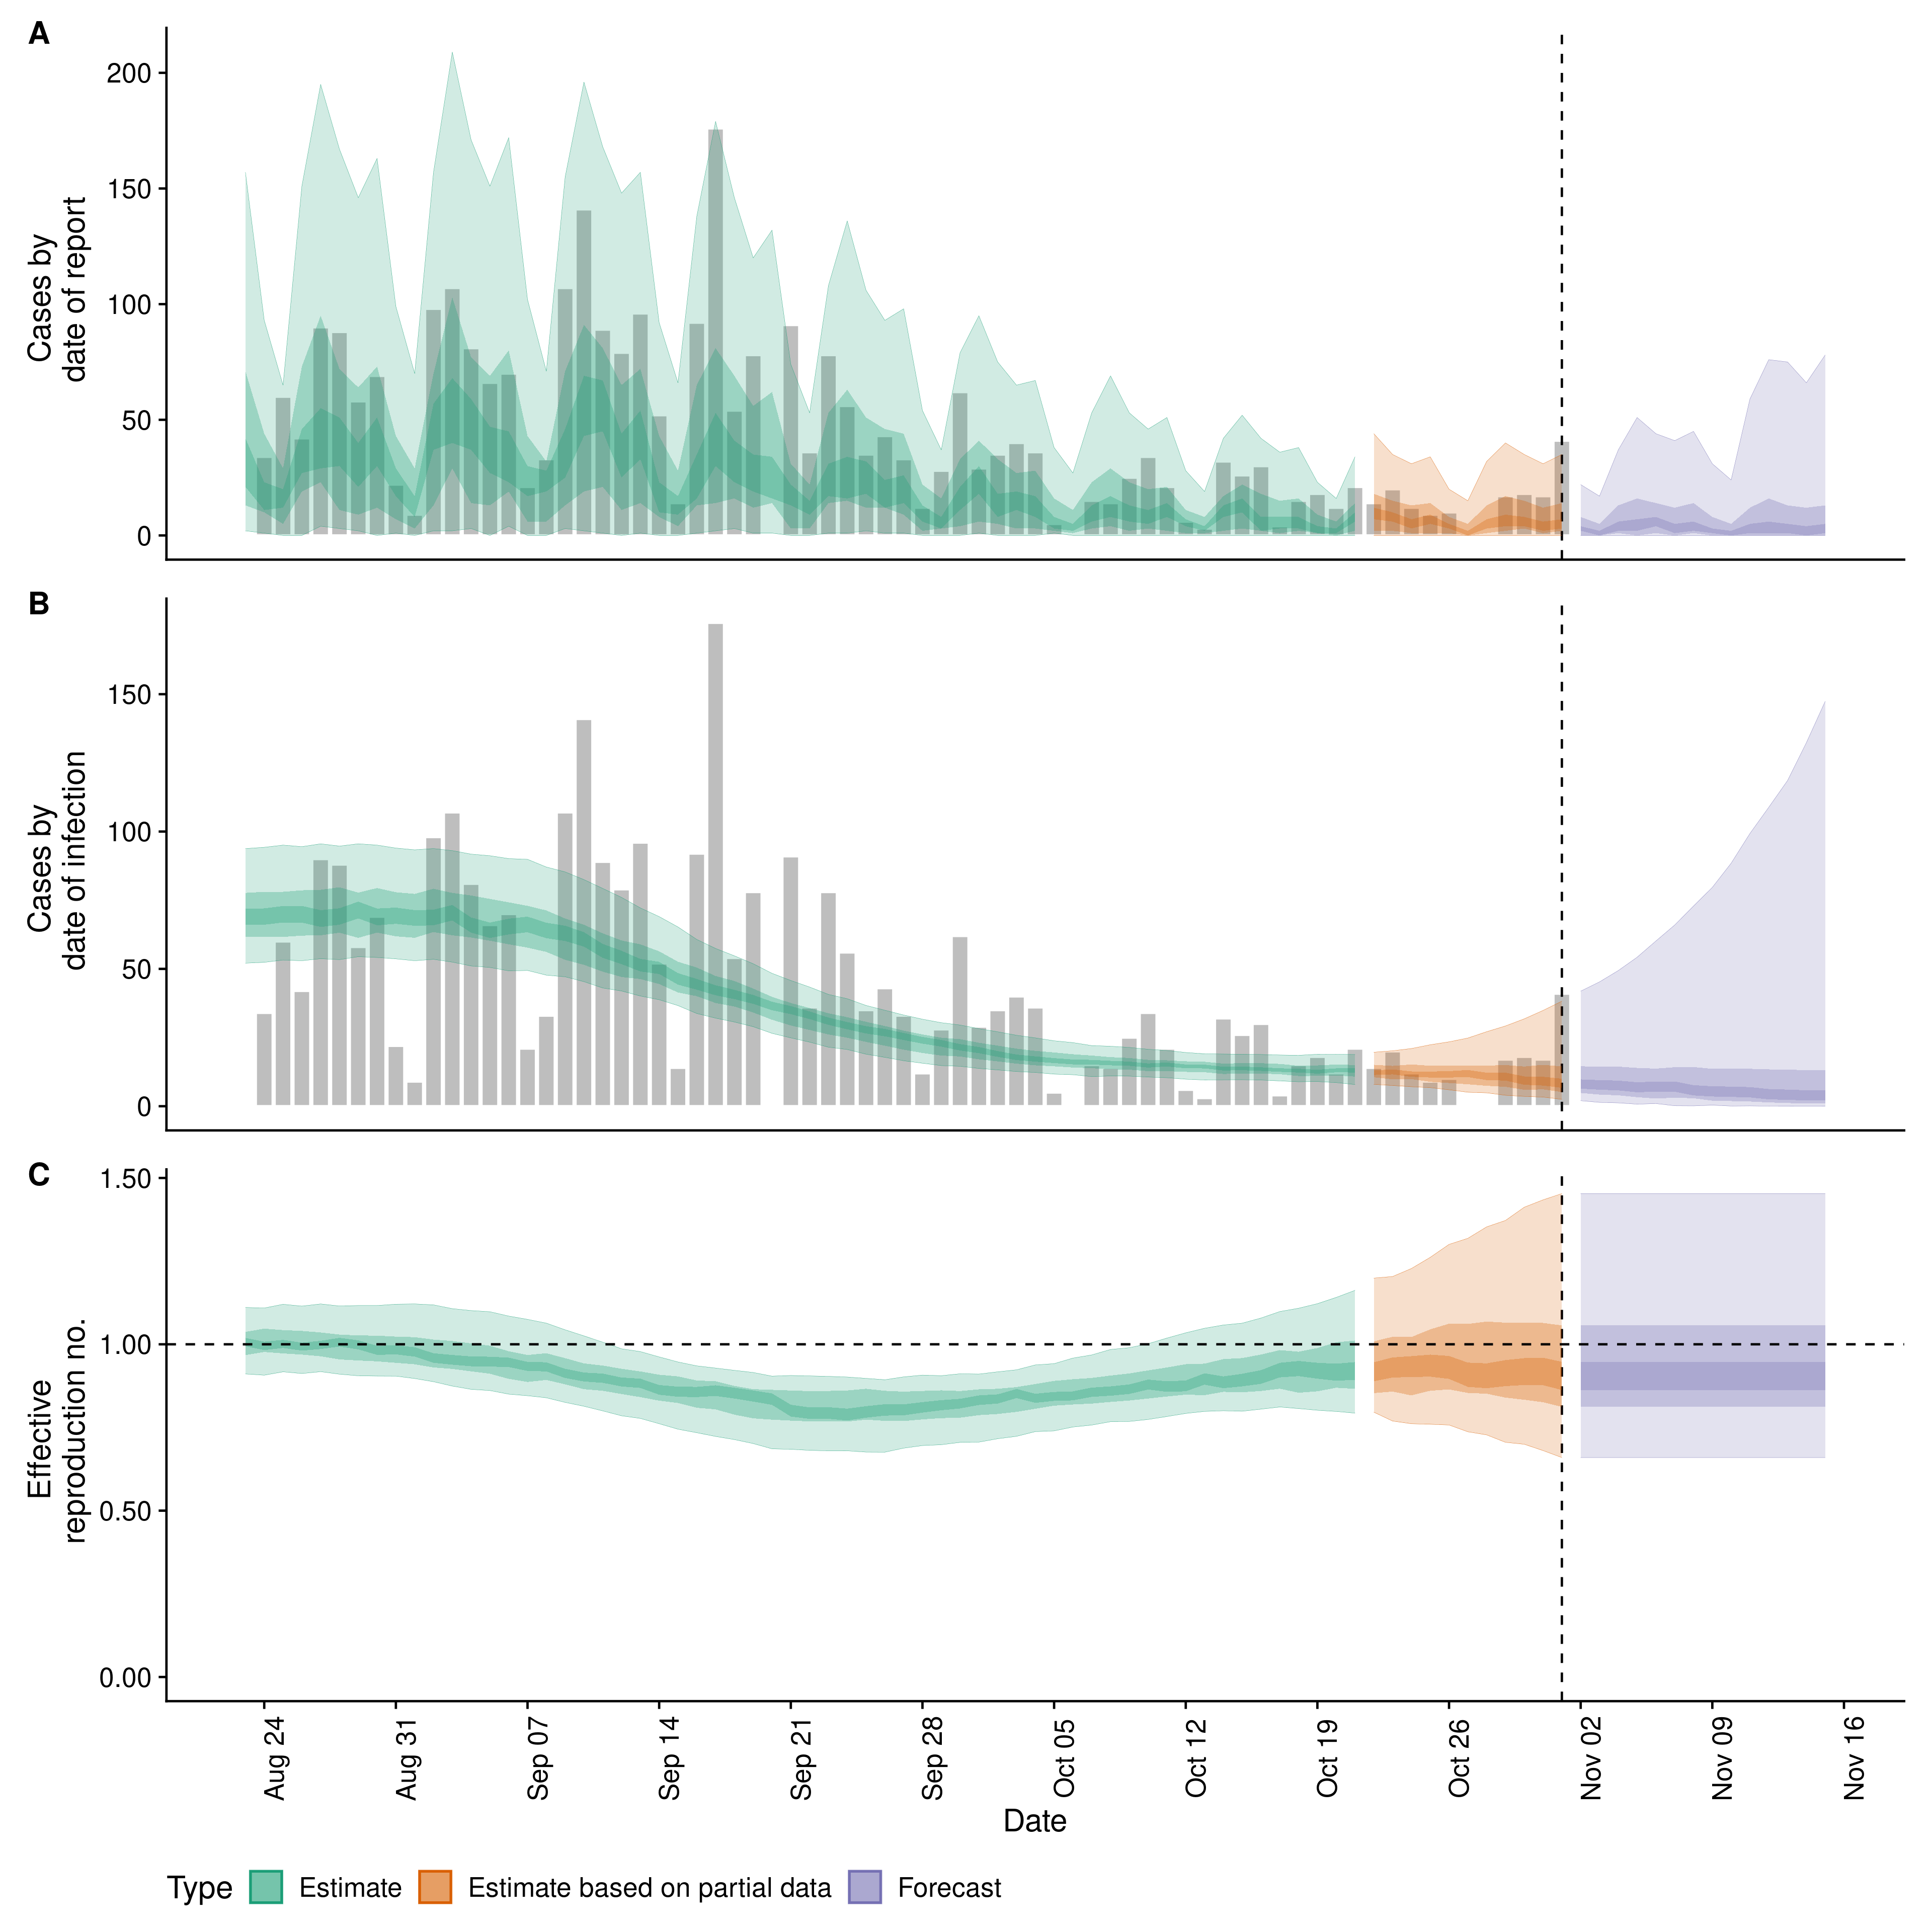 A
Cases by
date of report
200
150
100
50
0
B
Cases by
date of infection
150
100
50
0
C
Effective
reproduction no.
1.50
1.00
0.50
0.00
Aug 24
Aug 31
Sep 07
Sep 14
Sep 21
Sep 28
Oct 05
Oct 12
Oct 19
Oct 26
Nov 02
Nov 09
Nov 16
Date
Type Estimate Estimate based on partial data Forecast